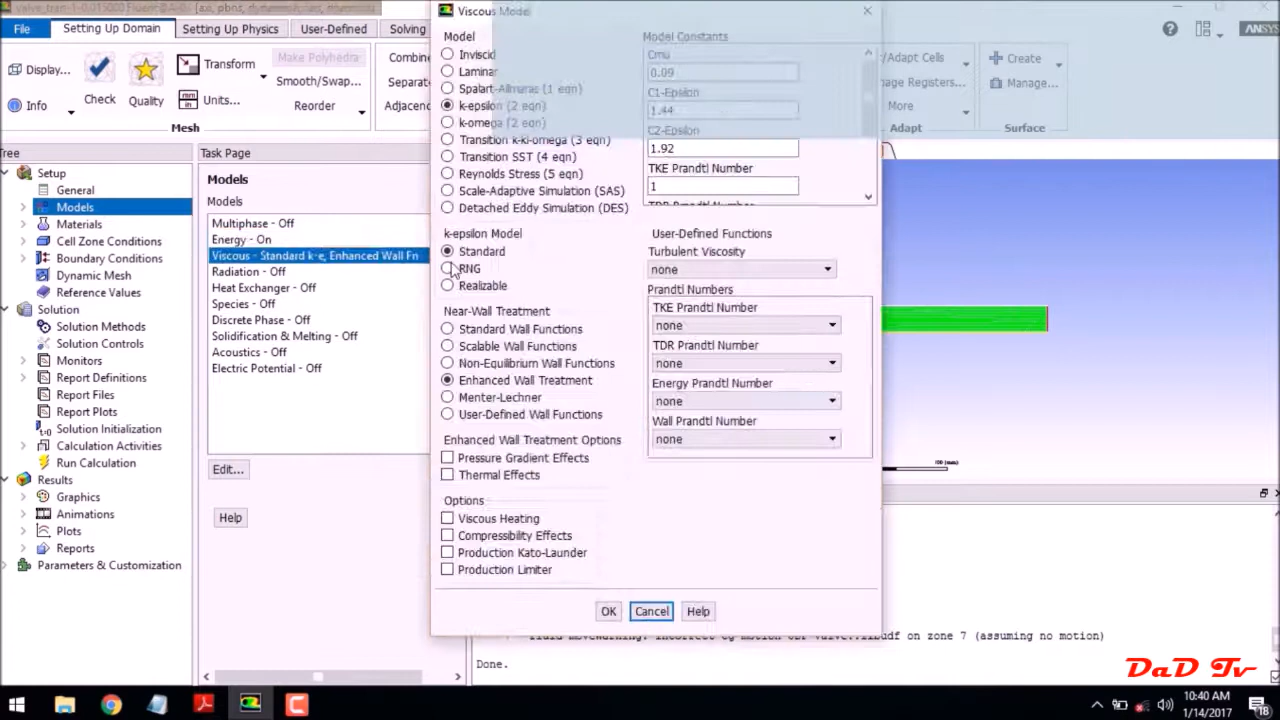 Viscous Model
File
Setting Up Domain
Setting Up Physics
User-Defined
Solving
ANSYS
Display...
Info
Check
Quality
Transform
Units...
Make Polyhedra
Smooth/Swap...
Reorder
Combine
Separate
Adjacency
Mesh
/Adapt Cells
Registers...
More
Adapt
Create
Manage...
Surface
Tree
Setup
General
Models
Materials
Cell Zone Conditions
Boundary Conditions
Dynamic Mesh
Reference Values
Solution
Solution Methods
Solution Controls
Monitors
Report Definitions
Report Files
Report Plots
Solution Initialization
Calculation Activities
Run Calculation
Results
Graphics
Animations
Plots
Reports
Parameters & Customization
Task Page
Models
Models
Multiphase - Off
Energy - On
Viscous - Standard k-e, Enhanced Wall Fn
Radiation - Off
Heat Exchanger - Off
Species - Off
Discrete Phase - Off
Solidification & Melting - Off
Acoustics - Off
Electric Potential - Off
Edit...
Help
Model
Inviscid
Laminar
Spalart-Allmaras (1 eqn)
k-epsilon (2 eqn)
k-omega (2 eqn)
Transition k-kl-omega (3 eqn)
Transition SST (4 eqn)
Reynolds Stress (5 eqn)
Scale-Adaptive Simulation (SAS)
Detached Eddy Simulation (DES)
k-epsilon Model
Standard
RNG
Realizable
Near-Wall Treatment
Standard Wall Functions
Scalable Wall Functions
Non-Equilibrium Wall Functions
Enhanced Wall Treatment
Menter-Lechner
User-Defined Wall Functions
Enhanced Wall Treatment Options
Pressure Gradient Effects
Thermal Effects
Options
Viscous Heating
Compressibility Effects
Production Kato-Launder
Production Limiter
Model Constants
Cmu
0.09
C1-Epsilon
1.44
C2-Epsilon
1.92
TKE Prandtl Number
1
User-Defined Functions
Turbulent Viscosity
none
Prandtl Numbers
TKE Prandtl Number
none
TDR Prandtl Number
none
Energy Prandtl Number
none
Wall Prandtl Number
none
OK
Cancel
Help
on zone 7 (assuming no motion)
Done.
DaD Tv
10:40 AM
1/14/2017
18